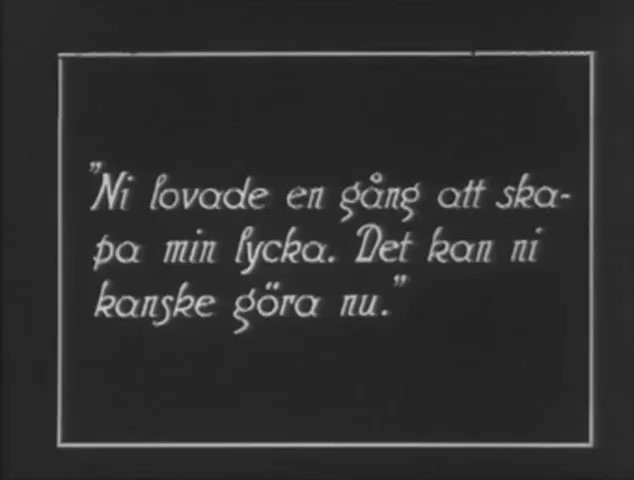 ”Ni lovade en gång att ska-
pa min lycka. Det kan ni
kanske göra nu.”